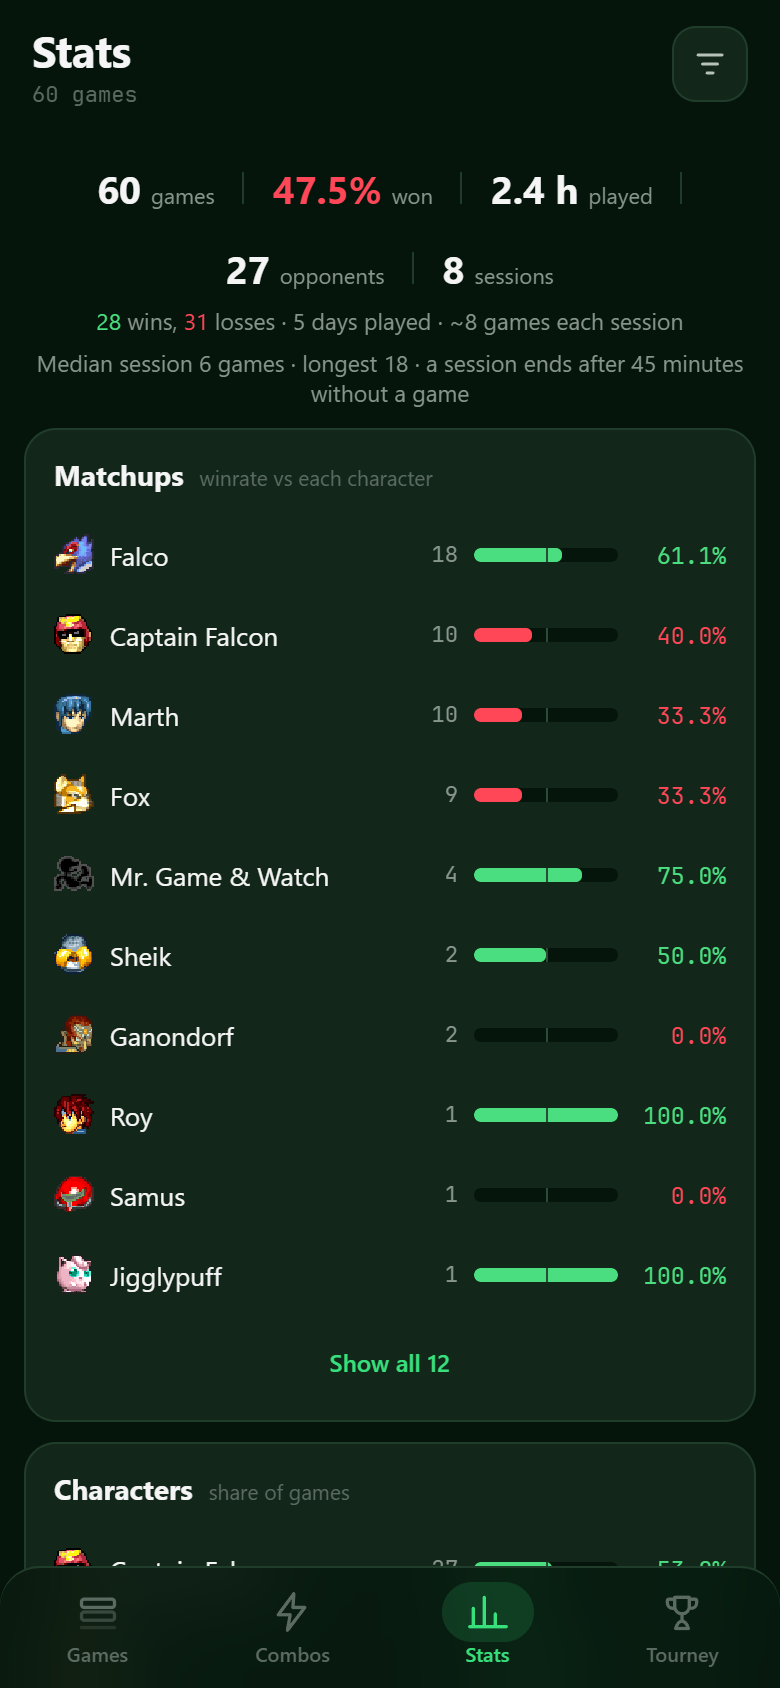 Stats
60 games
60 games 47.5% won 2.4 h played
27 opponents 8 sessions
28 wins, 31 losses · 5 days played · ~8 games each session
Median session 6 games · longest 18 · a session ends after 45 minutes
without a game
Matchups winrate vs each character
Falco 18 61.1%
Captain Falcon 10 40.0%
Marth 10 33.3%
Fox 9 33.3%
Mr. Game & Watch 4 75.0%
Sheik 2 50.0%
Ganondorf 2 0.0%
Roy 1 100.0%
Samus 1 0.0%
Jigglypuff 1 100.0%
Show all 12
Characters share of games
Games Combos Stats Tourney